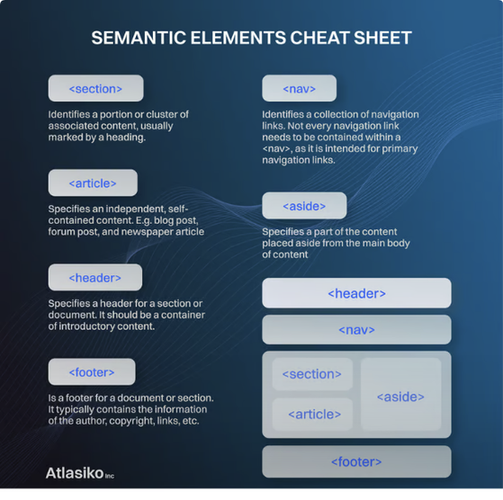 SEMANTIC ELEMENTS CHEAT SHEET
<section>
Identifies a portion or cluster of
associated content, usually
marked by a heading.
<article>
Specifies an independent, self-
contained content. E.g. blog post,
forum post, and newspaper article
<header>
Specifies a header for a section or
document. It should be a container
of introductory content.
<footer>
Is a footer for a document or section.
It typically contains the information
of the author, copyright, links, etc.
<nav>
Identifies a collection of navigation
links. Not every navigation link
needs to be contained within a
<nav>, as it is intended for primary
navigation links.
<aside>
Specifies a part of the content
placed aside from the main body
of content
<header>
<nav>
<section>
<article>
<aside>
<footer>
Atlasiko Inc